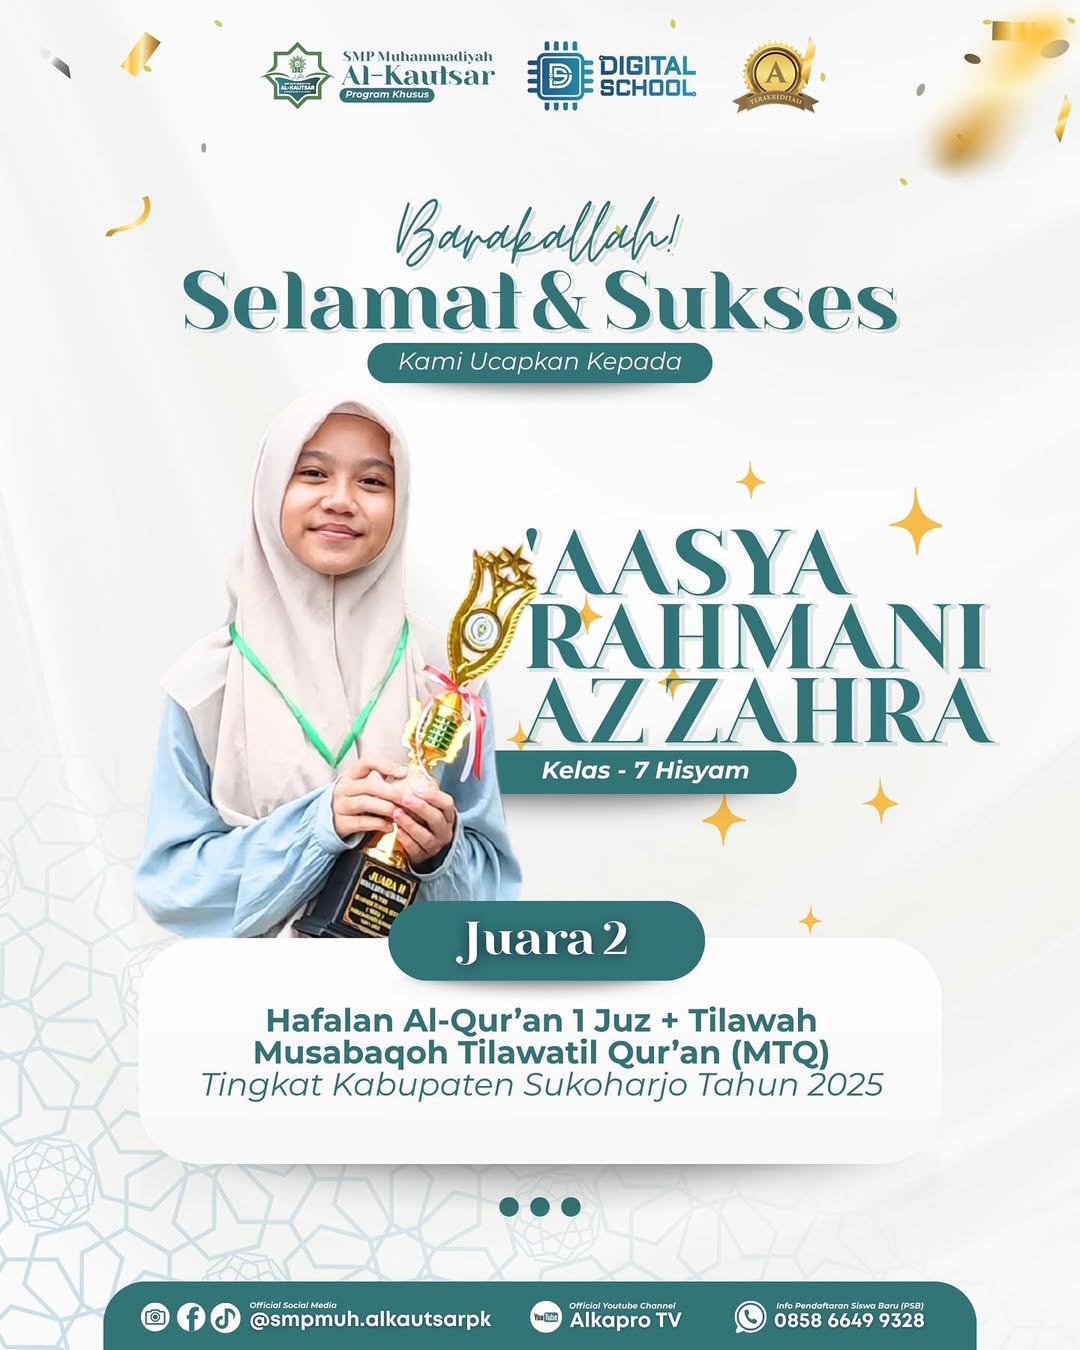 SMP Muhammadiyah
Al-Kautsar
Program Khusus
DIGITAL
SCHOOL
A
TERAKREDITASI
Barakallah!
Selamat & Sukses
Kami Ucapkan Kepada
'AASYA
RAHMANI
AZ ZAHRA
Kelas - 7 Hisyam
JUARA II
Juara 2
Hafalan Al-Qur'an 1 Juz + Tilawah
Musabaqoh Tilawatil Qur'an (MTQ)
Tingkat Kabupaten Sukoharjo Tahun 2025
Official Social Media
@smpmuh.alkautsarpk
YouTube
Official Youtube Channel
Alkapro TV
Info Pendaftaran Siswa Baru (PSB)
0858 6649 9328